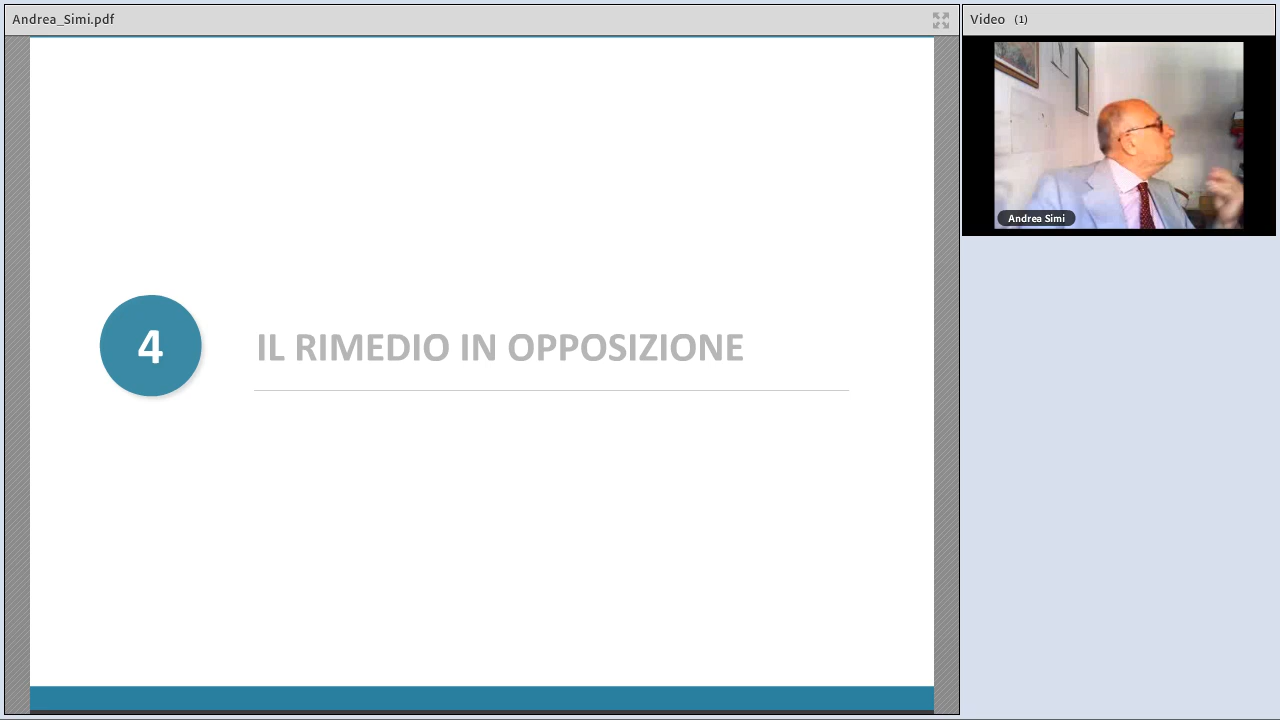 Andrea_Simi.pdf
Video (1)
Andrea Simi
4
IL RIMEDIO IN OPPOSIZIONE